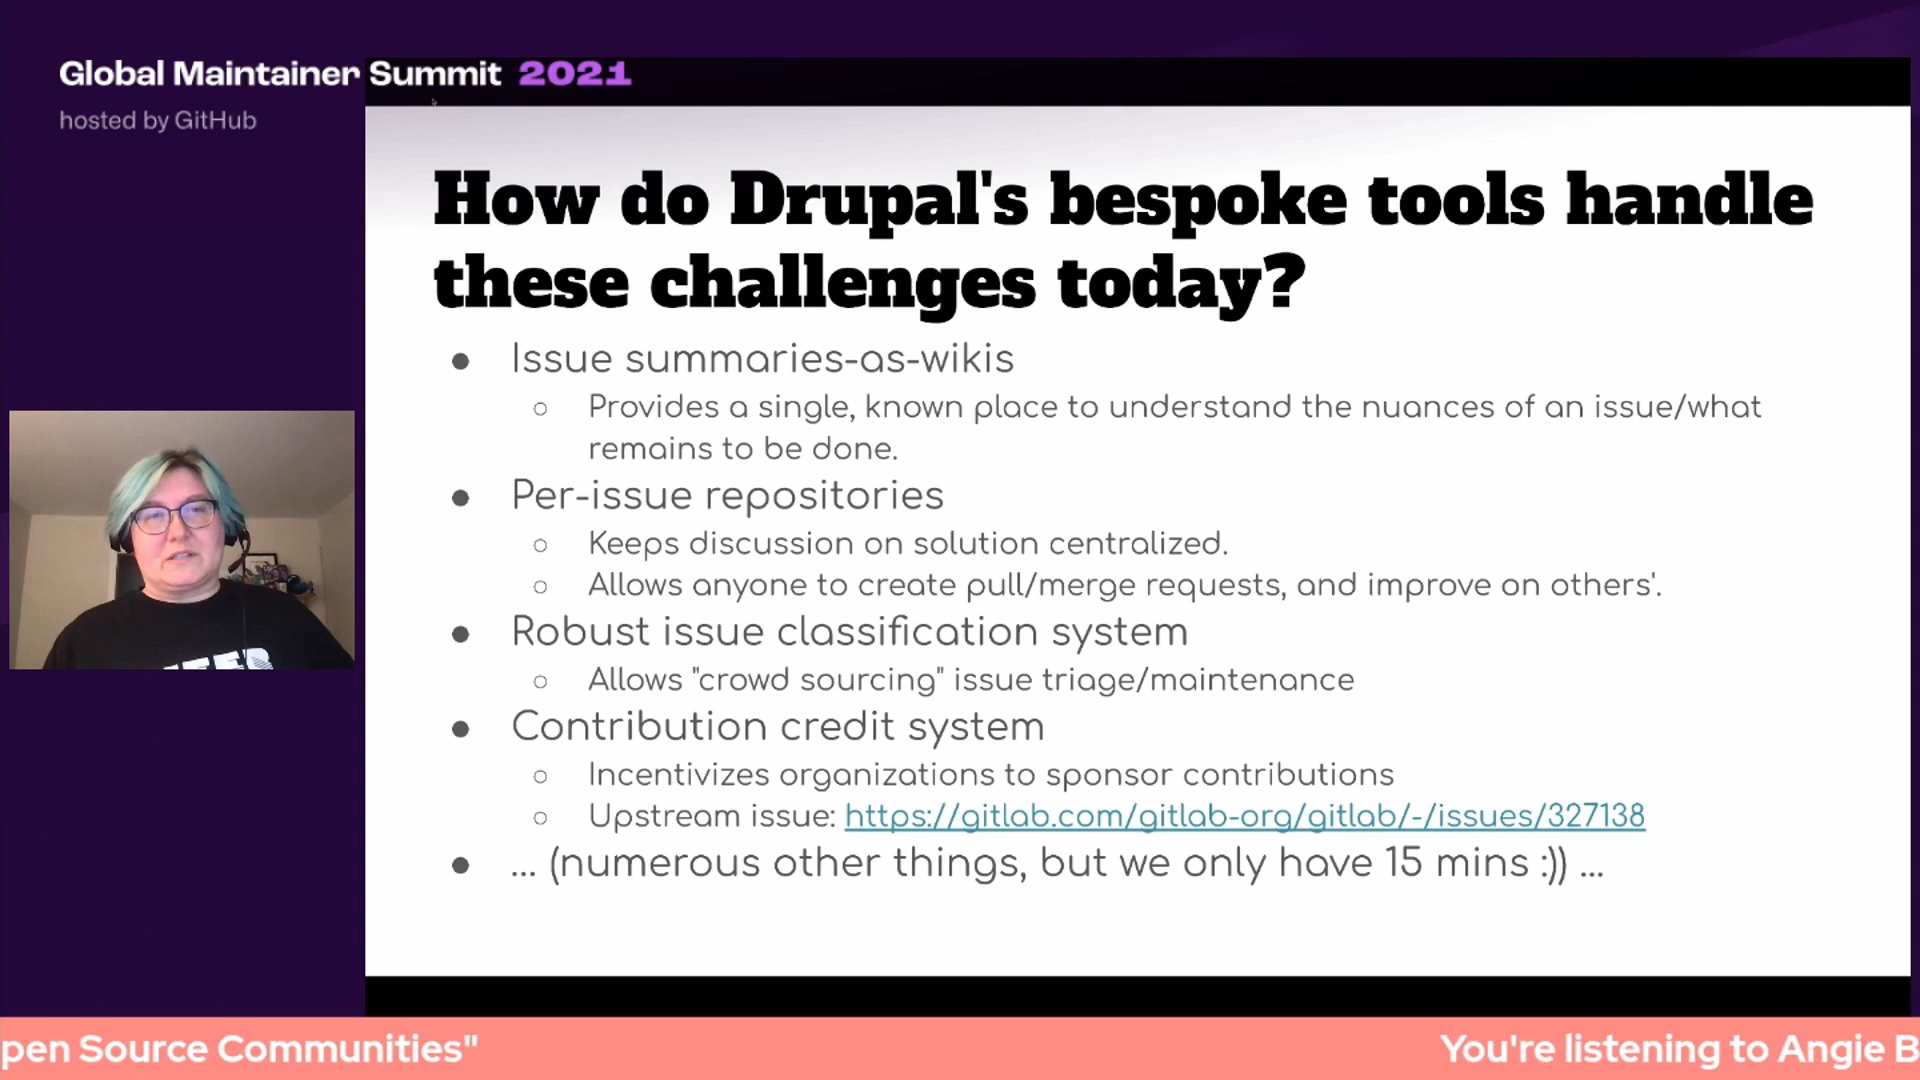 Global Maintainer Summit 2021
hosted by GitHub
How do Drupal's bespoke tools handle
these challenges today?
● Issue summaries-as-wikis
○ Provides a single, known place to understand the nuances of an issue/what
remains to be done.
● Per-issue repositories
○ Keeps discussion on solution centralized.
○ Allows anyone to create pull/merge requests, and improve on others'.
● Robust issue classification system
○ Allows "crowd sourcing" issue triage/maintenance
● Contribution credit system
○ Incentivizes organizations to sponsor contributions
○ Upstream issue: https://gitlab.com/gitlab-org/gitlab/-/issues/327138
● ... (numerous other things, but we only have 15 mins :)) ...
pen Source Communities" You're listening to Angie B